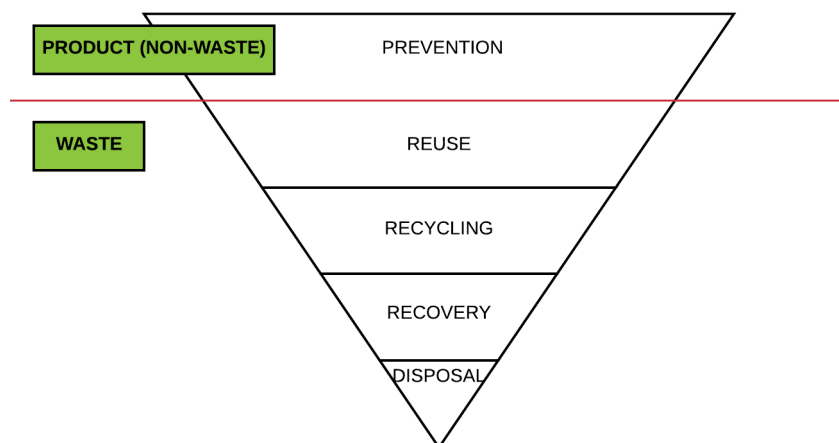 PRODUCT (NON-WASTE)
PREVENTION
WASTE
REUSE
RECYCLING
RECOVERY
DISPOSAL